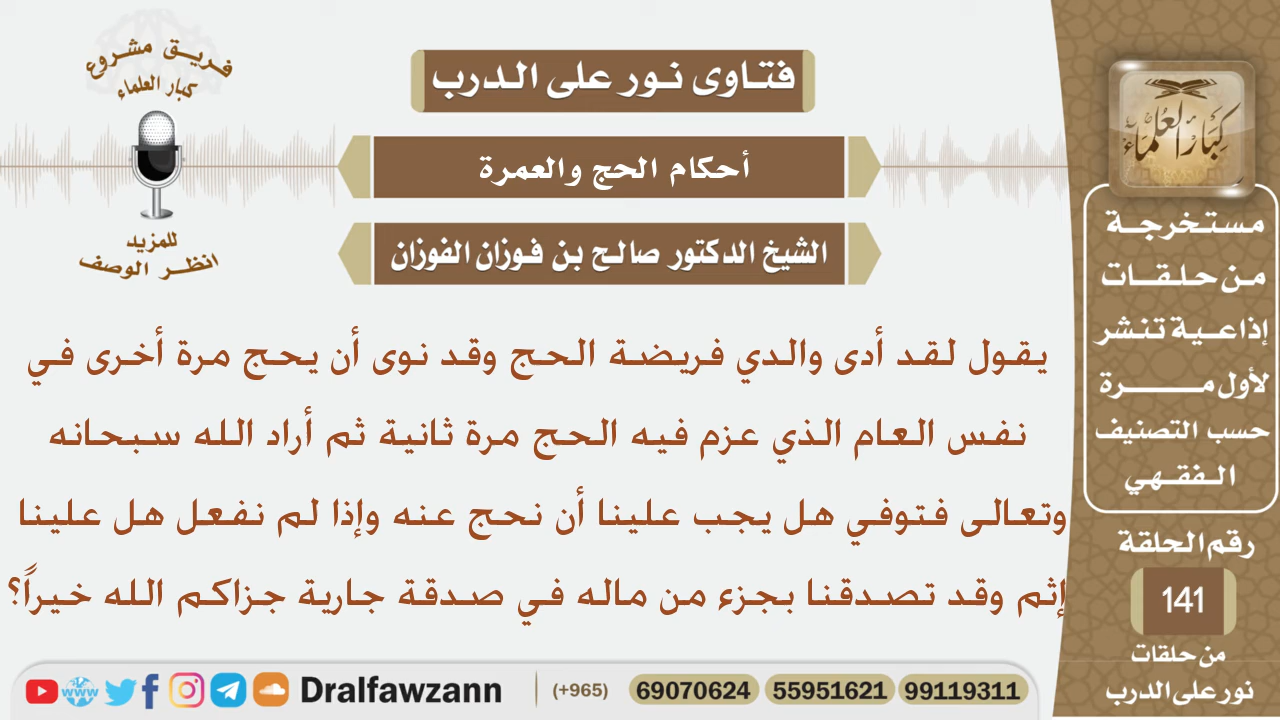 فريق مشروع
كبار العلماء
للمزيد
انظر الوصف
فتاوى نور على الدرب
أحكام الحج والعمرة
الشيخ الدكتور صالح بن فوزان الفوزان
يقول لقد أدى والدي فريضة الحج وقد نوى أن يحج مرة أخرى في
نفس العام الذي عزم فيه الحج مرة ثانية ثم أراد الله سبحانه
وتعالى فتوفي هل يجب علينا أن نحج عنه وإذا لم نفعل هل علينا
إثم وقد تصدقنا بجزء من ماله في صدقة جارية جزاكم الله خيراً؟
كبار العلماء
مستخرجة
من حلقات
إذاعية تنشر
لأول مرة
حسب التصنيف
الفقهي
رقم الحلقة
141
من حلقات
نور على الدرب
www
Dralfawzann
(+965)
69070624
55951621
99119311